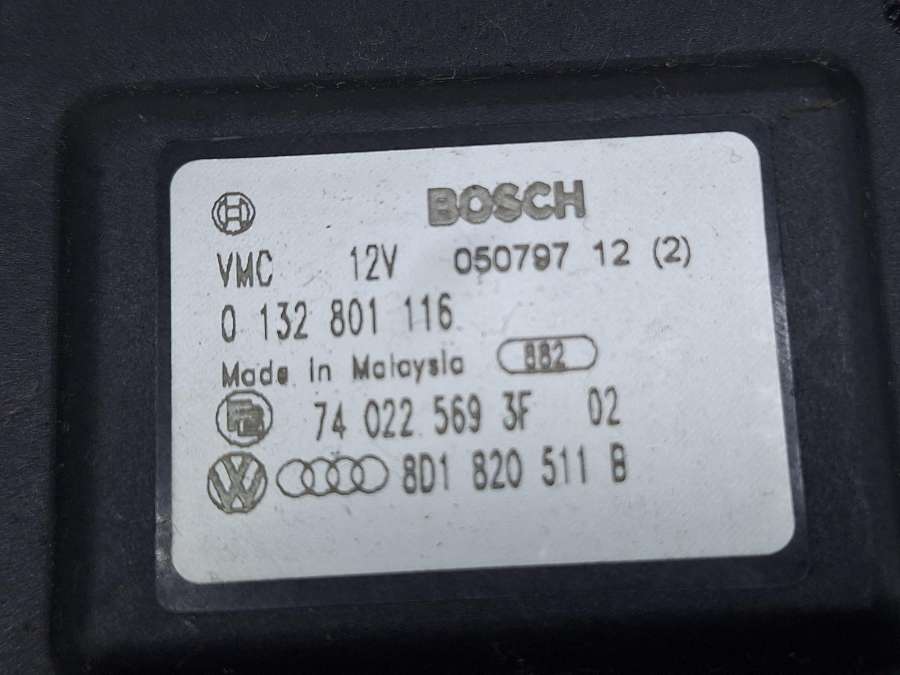 BOSCH
VMC 12V 050797 12 (2)
0 132 801 116
Made in Malaysia 882
74 022 569 3F 02
8D1 820 511 B